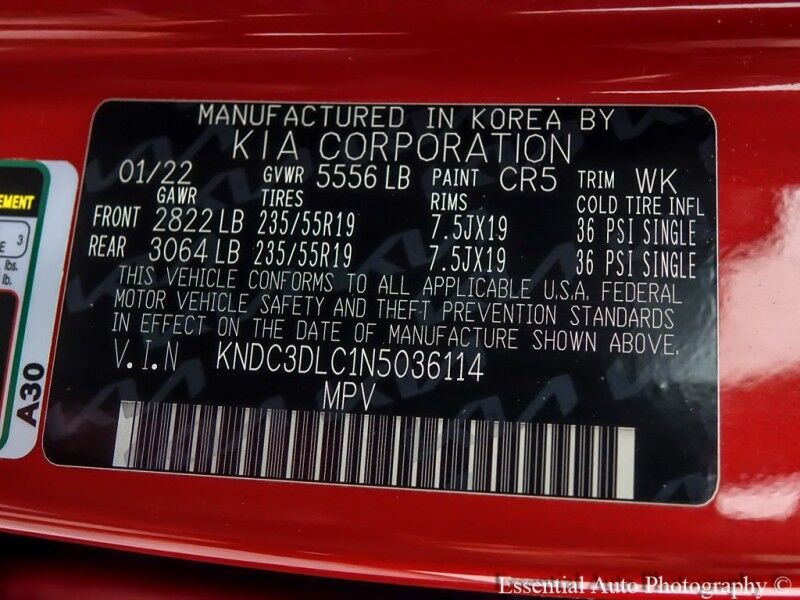 MANUFACTURED IN KOREA BY
KIA CORPORATION
01/22 GVWR 5556 LB PAINT CR5 TRIM WK
GAWR TIRES RIMS COLD TIRE INFL
FRONT 2822 LB 235/55R19 7.5JX19 36 PSI SINGLE
REAR 3064 LB 235/55R19 7.5JX19 36 PSI SINGLE
THIS VEHICLE CONFORMS TO ALL APPLICABLE U.S.A. FEDERAL
MOTOR VEHICLE SAFETY AND THEFT PREVENTION STANDARDS
IN EFFECT ON THE DATE OF MANUFACTURE SHOWN ABOVE.
V.I.N KNDC3DLC1N5036114
MPV
3
lbs.
lb.
A30
Essential Auto Photography ©